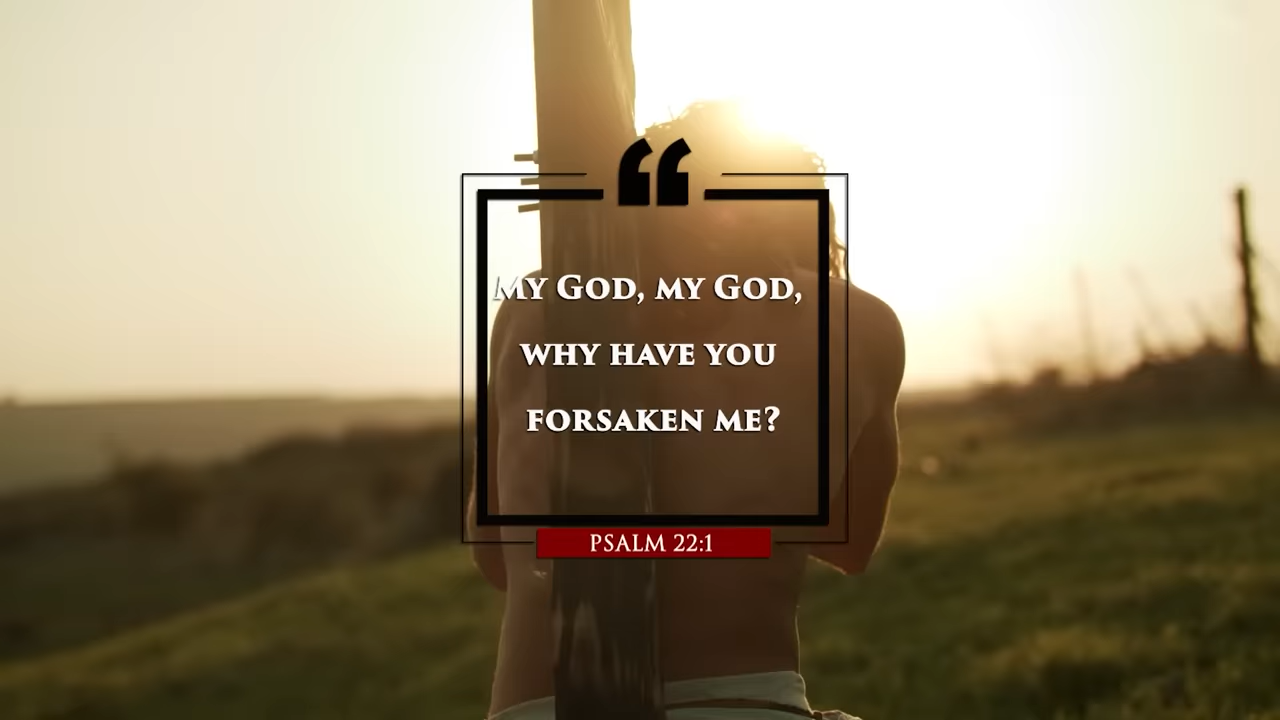 “
My God, my God,
why have you
forsaken me?
PSALM 22:1